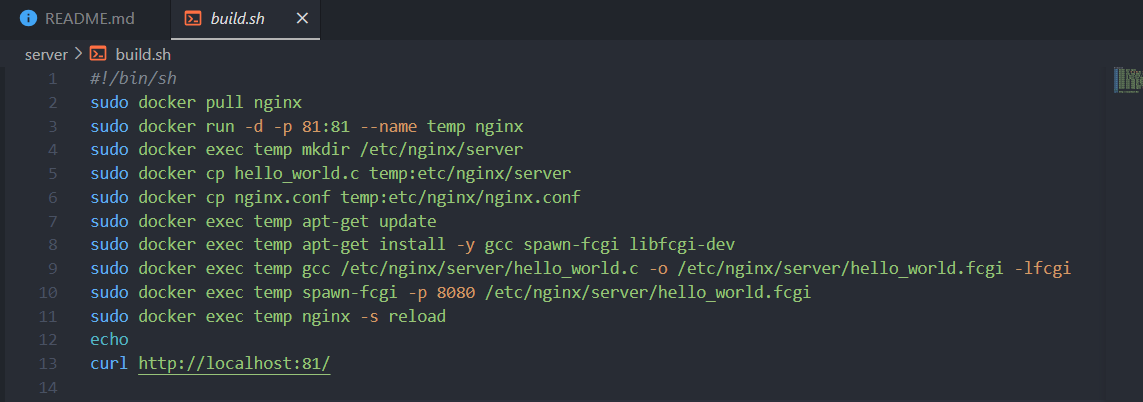 README.md build.sh
server build.sh
1 #!/bin/sh
2 sudo docker pull nginx
3 sudo docker run -d -p 81:81 --name temp nginx
4 sudo docker exec temp mkdir /etc/nginx/server
5 sudo docker cp hello_world.c temp:etc/nginx/server
6 sudo docker cp nginx.conf temp:etc/nginx/nginx.conf
7 sudo docker exec temp apt-get update
8 sudo docker exec temp apt-get install -y gcc spawn-fcgi libfcgi-dev
9 sudo docker exec temp gcc /etc/nginx/server/hello_world.c -o /etc/nginx/server/hello_world.fcgi -lfcgi
10 sudo docker exec temp spawn-fcgi -p 8080 /etc/nginx/server/hello_world.fcgi
11 sudo docker exec temp nginx -s reload
12 echo
13 curl http://localhost:81/
14